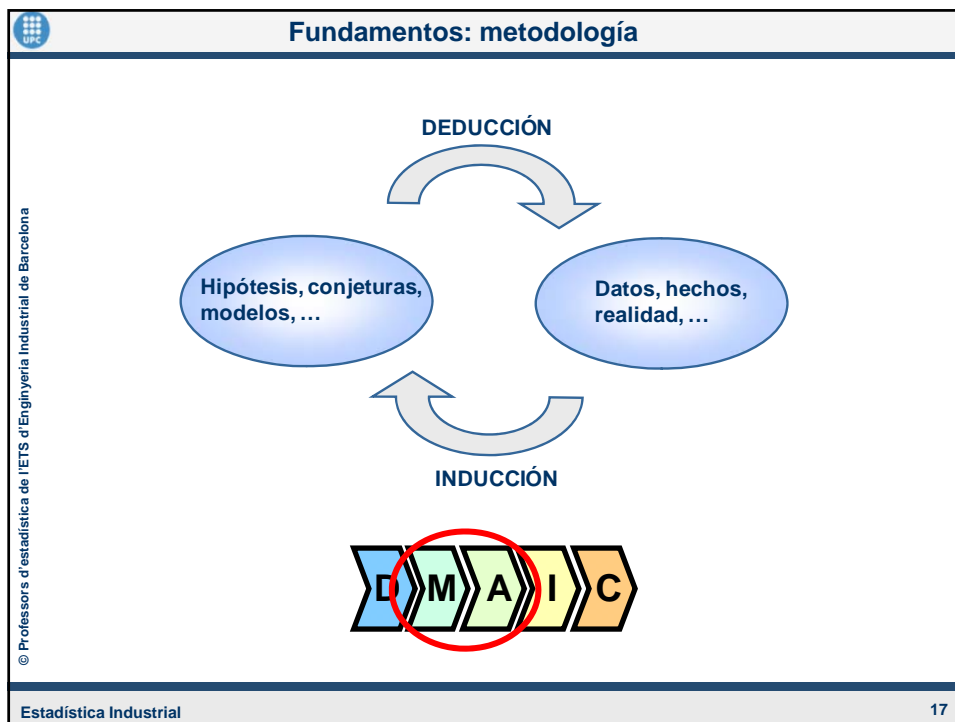 UPC
Fundamentos: metodología
DEDUCCIÓN
Hipótesis, conjeturas,
modelos, …
Datos, hechos,
realidad, …
INDUCCIÓN
D M A I C
© Professors d'estadística de l'ETS d'Enginyeria Industrial de Barcelona
Estadística Industrial
17